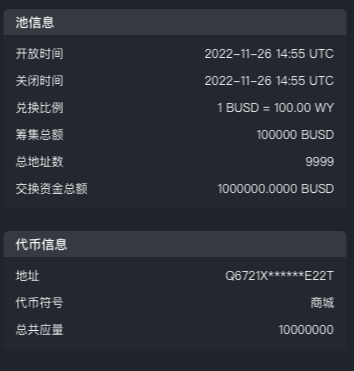 池信息
开放时间 2022-11-26 14:55 UTC
关闭时间 2022-11-26 14:55 UTC
兑换比例 1 BUSD = 100.00 WY
筹集总额 100000 BUSD
总地址数 9999
交换资金总额 1000000.0000 BUSD
代币信息
地址 Q6721X******E22T
代币符号 商城
总共应量 10000000